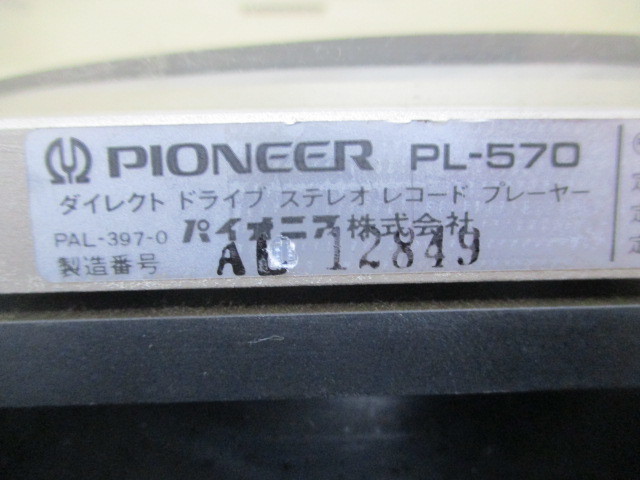 PIONEER PL-570
ダイレクト ドライブ ステレオ レコード プレーヤー
PAL-397-0 パイオニア株式会社
製造番号 AL 12849